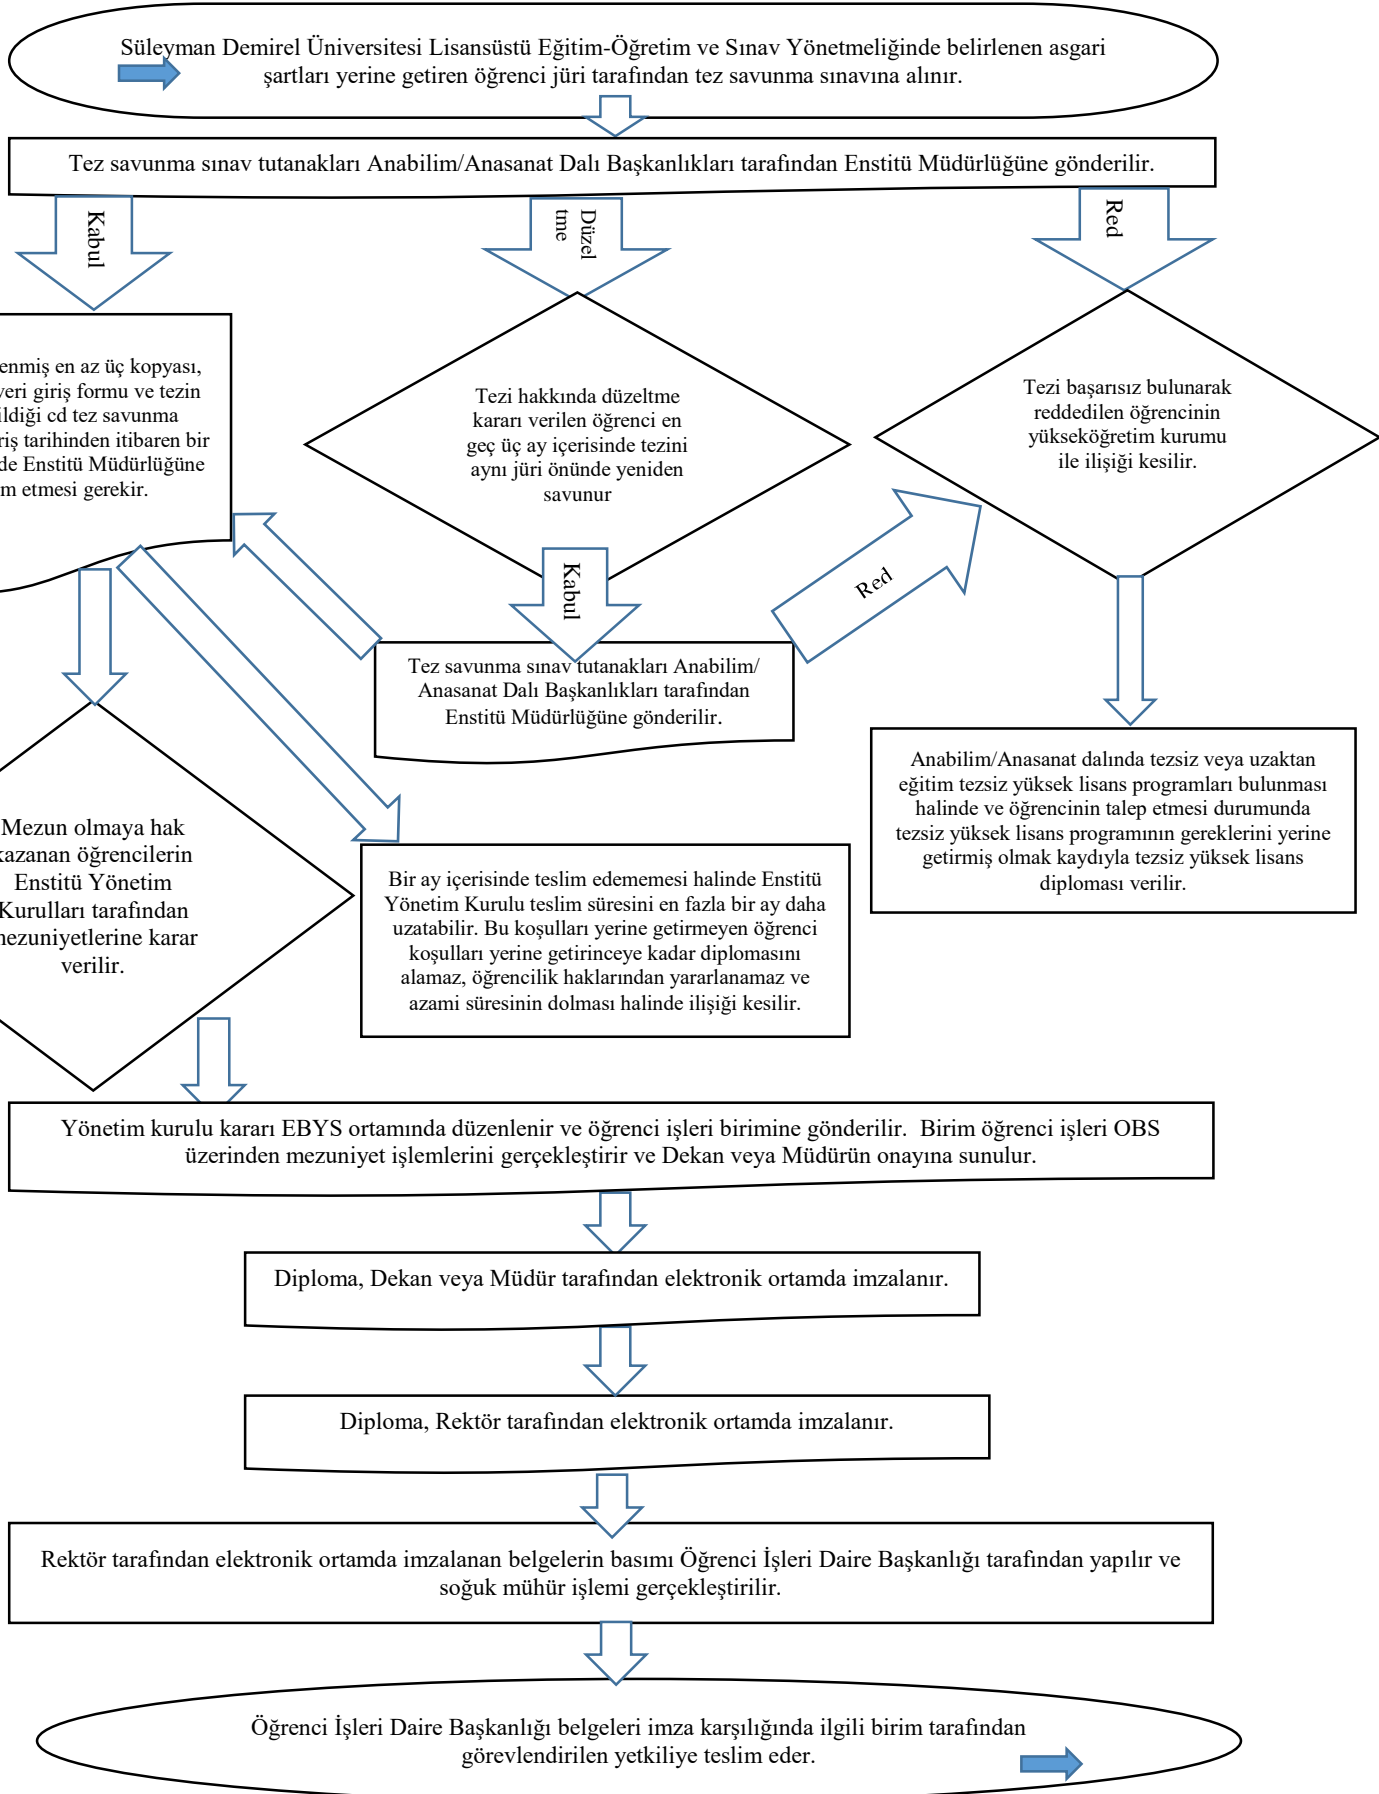 Süleyman Demirel Üniversitesi Lisansüstü Eğitim-Öğretim ve Sınav Yönetmeliğinde belirlenen asgari
şartları yerine getiren öğrenci jüri tarafından tez savunma sınavına alınır.
Tez savunma sınav tutanakları Anabilim/Anasanat Dalı Başkanlıkları tarafından Enstitü Müdürlüğüne gönderilir.
Kabul
Düzel
tme
Red
en az üç kopyası,
veri giriş formu ve tezin
cd tez savunma
tarihinden itibaren bir
Enstitü Müdürlüğüne
etmesi gerekir.
Tezi hakkında düzeltme
kararı verilen öğrenci en
geç üç ay içerisinde tezini
aynı jüri önünde yeniden
savunur
Tezi başarısız bulunarak
reddedilen öğrencinin
yükseköğretim kurumu
ile ilişiği kesilir.
Kabul
Red
Tez savunma sınav tutanakları Anabilim/
Anasanat Dalı Başkanlıkları tarafından
Enstitü Müdürlüğüne gönderilir.
Anabilim/Anasanat dalında tezsiz veya uzaktan
eğitim tezsiz yüksek lisans programları bulunması
halinde ve öğrencinin talep etmesi durumunda
tezsiz yüksek lisans programının gereklerini yerine
getirmiş olmak kaydıyla tezsiz yüksek lisans
diploması verilir.
Mezun olmaya hak
kazanan öğrencilerin
Enstitü Yönetim
Kurulları tarafından
mezuniyetlerine karar
verilir.
Bir ay içerisinde teslim edememesi halinde Enstitü
Yönetim Kurulu teslim süresini en fazla bir ay daha
uzatabilir. Bu koşulları yerine getirmeyen öğrenci
koşulları yerine getirinceye kadar diplomasını
alamaz, öğrencilik haklarından yararlanamaz ve
azami süresinin dolması halinde ilişiği kesilir.
Yönetim kurulu kararı EBYS ortamında düzenlenir ve öğrenci işleri birimine gönderilir. Birim öğrenci işleri OBS
üzerinden mezuniyet işlemlerini gerçekleştirir ve Dekan veya Müdürün onayına sunulur.
Diploma, Dekan veya Müdür tarafından elektronik ortamda imzalanır.
Diploma, Rektör tarafından elektronik ortamda imzalanır.
Rektör tarafından elektronik ortamda imzalanan belgelerin basımı Öğrenci İşleri Daire Başkanlığı tarafından yapılır ve
soğuk mühür işlemi gerçekleştirilir.
Öğrenci İşleri Daire Başkanlığı belgeleri imza karşılığında ilgili birim tarafından
görevlendirilen yetkiliye teslim eder.